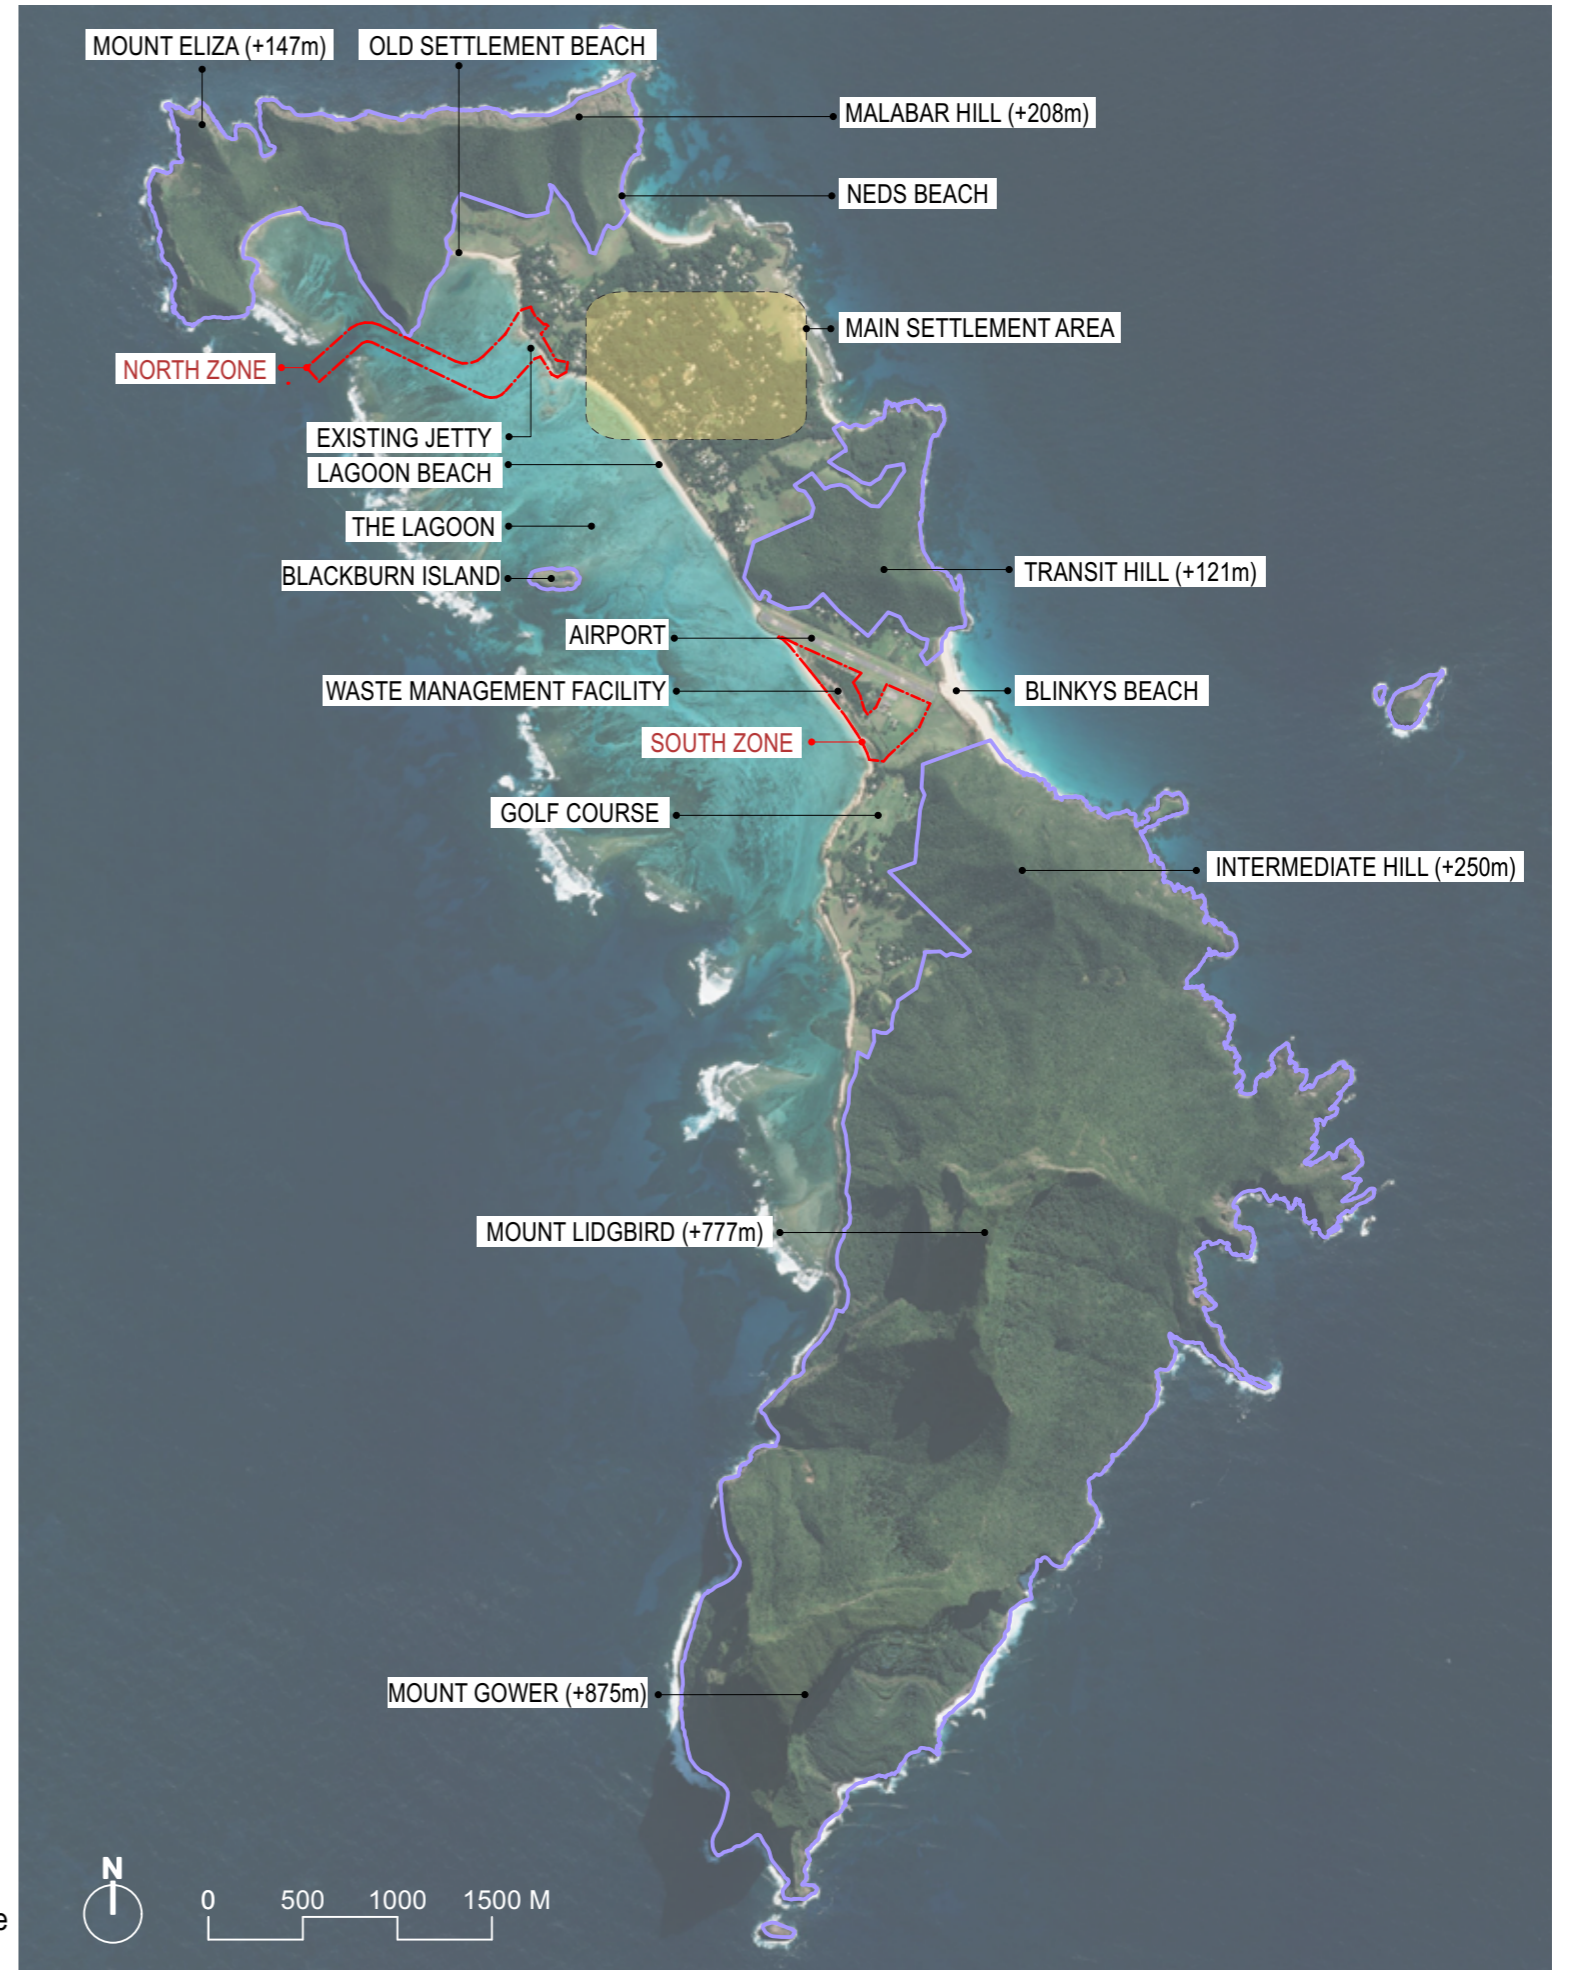 MOUNT ELIZA (+147m)
OLD SETTLEMENT BEACH
MALABAR HILL (+208m)
NEDS BEACH
MAIN SETTLEMENT AREA
NORTH ZONE
EXISTING JETTY
LAGOON BEACH
THE LAGOON
BLACKBURN ISLAND
TRANSIT HILL (+121m)
AIRPORT
WASTE MANAGEMENT FACILITY
BLINKYS BEACH
SOUTH ZONE
GOLF COURSE
INTERMEDIATE HILL (+250m)
MOUNT LIDGBIRD (+777m)
MOUNT GOWER (+875m)
N
0 500 1000 1500 M
e